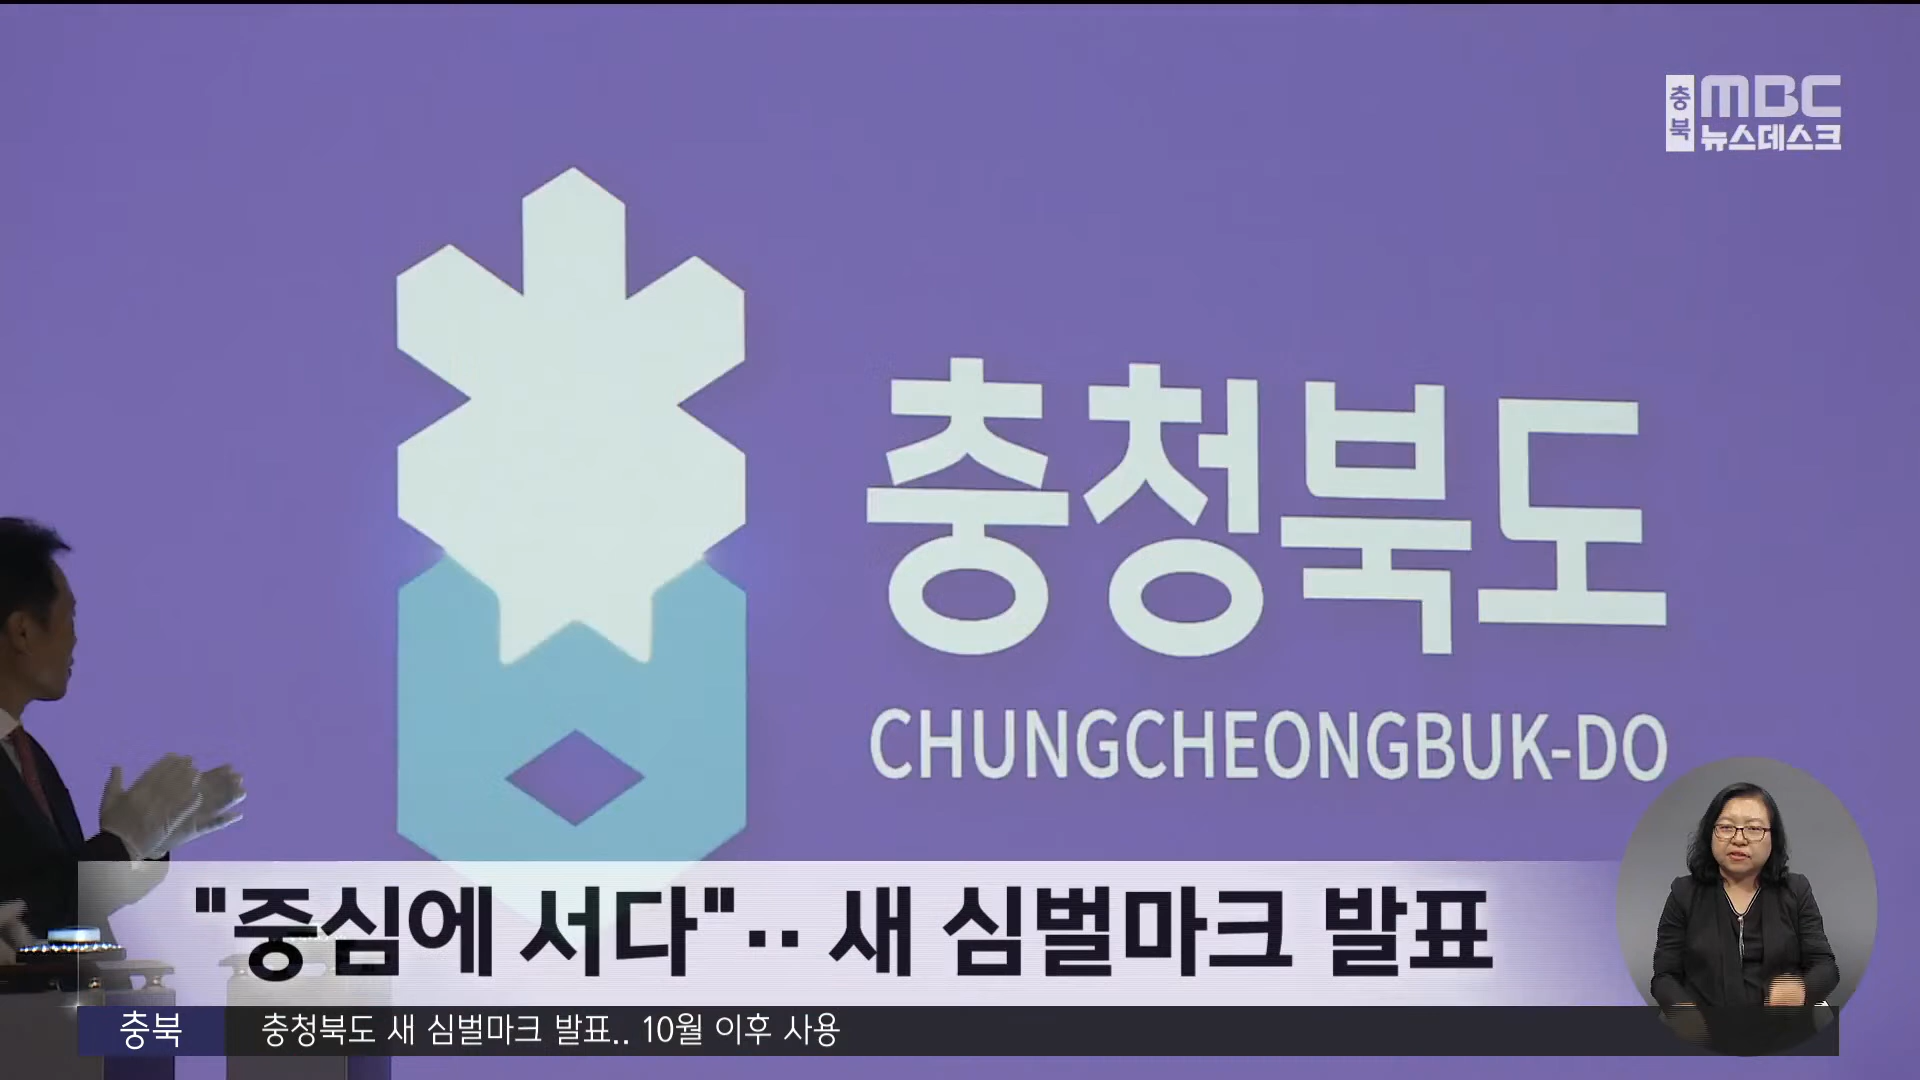 충북
MBC
뉴스데스크
충청북도
CHUNGCHEONGBUK-DO
"중심에 서다"‥ 새 심벌마크 발표
충북
충청북도 새 심벌마크 발표‥ 10월 이후 사용